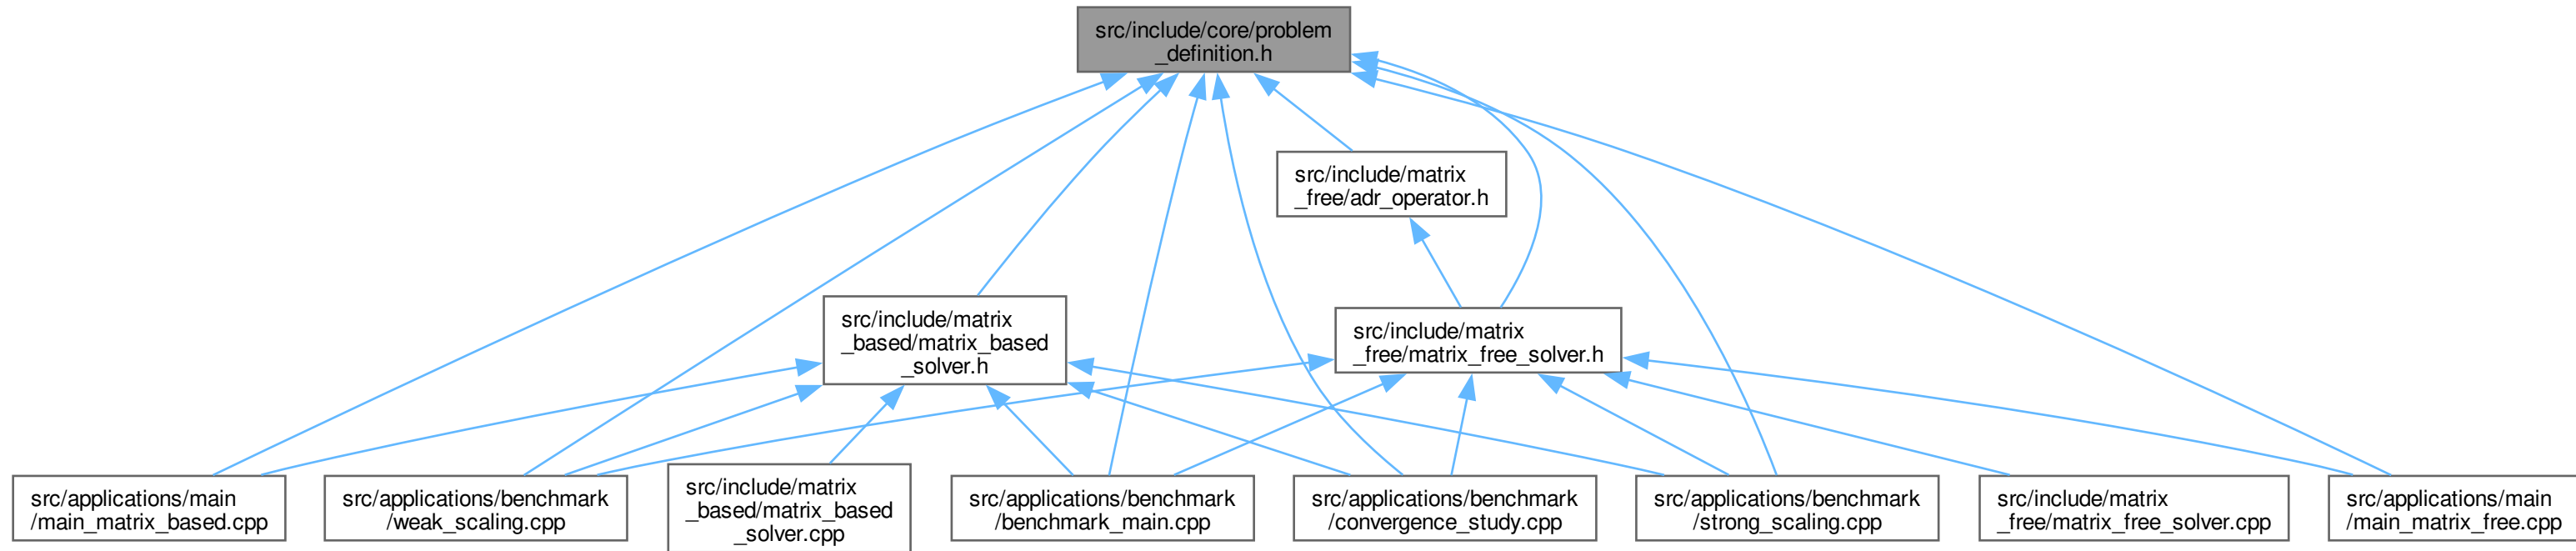 src/include/core/problem
_definition.h
src/include/matrix
_free/adr_operator.h
src/include/matrix
_based/matrix_based
_solver.h
src/include/matrix
_free/matrix_free_solver.h
src/applications/main
/main_matrix_based.cpp
src/applications/benchmark
/weak_scaling.cpp
src/include/matrix
_based/matrix_based
_solver.cpp
src/applications/benchmark
/benchmark_main.cpp
src/applications/benchmark
/convergence_study.cpp
src/applications/benchmark
/strong_scaling.cpp
src/include/matrix
_free/matrix_free_solver.cpp
src/applications/main
/main_matrix_free.cpp